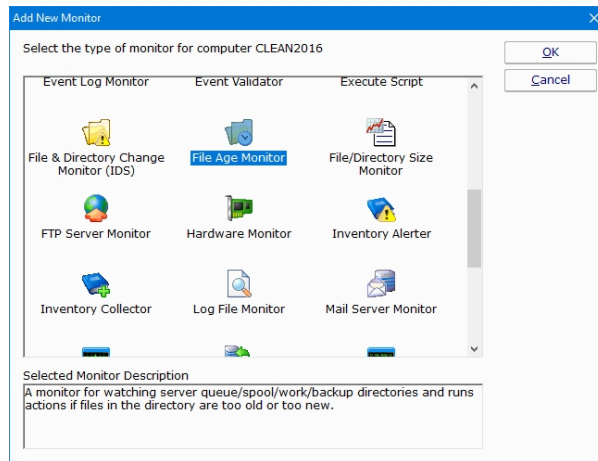 Add New Monitor
Select the type of monitor for computer CLEAN2016
OK
Cancel
Event Log Monitor
Event Validator
Execute Script
File & Directory Change
Monitor (IDS)
File Age Monitor
File/Directory Size
Monitor
FTP Server Monitor
Hardware Monitor
Inventory Alerter
Inventory Collector
Log File Monitor
Mail Server Monitor
Selected Monitor Description
A monitor for watching server queue/spool/work/backup directories and runs
actions if files in the directory are too old or too new.